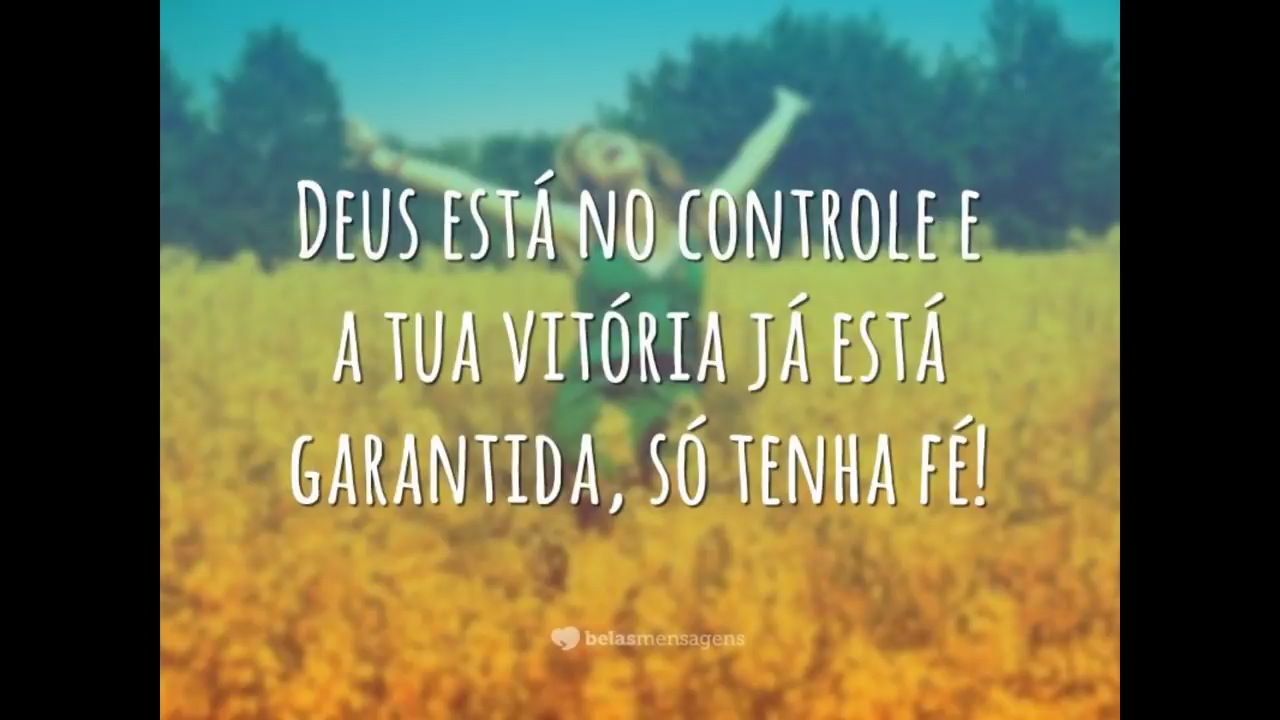 Deus está no controle e
a tua vitória já está
garantida, só tenha fé!
belasmensagens